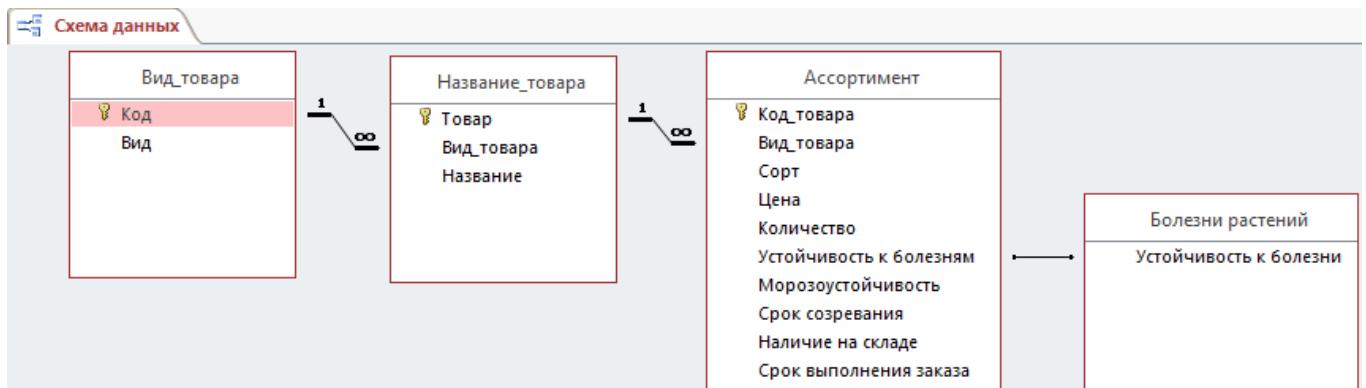 Схема данных
Вид_товара
Код
Вид
1
∞
Название_товара
Товар
Вид_товара
Название
1
∞
Ассортимент
Код_товара
Вид_товара
Сорт
Цена
Количество
Устойчивость к болезням
Морозоустойчивость
Срок созревания
Наличие на складе
Срок выполнения заказа
Болезни растений
Устойчивость к болезни